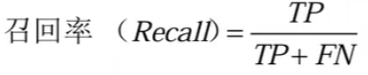 召回率 (Recall) = TP / (TP + FN)